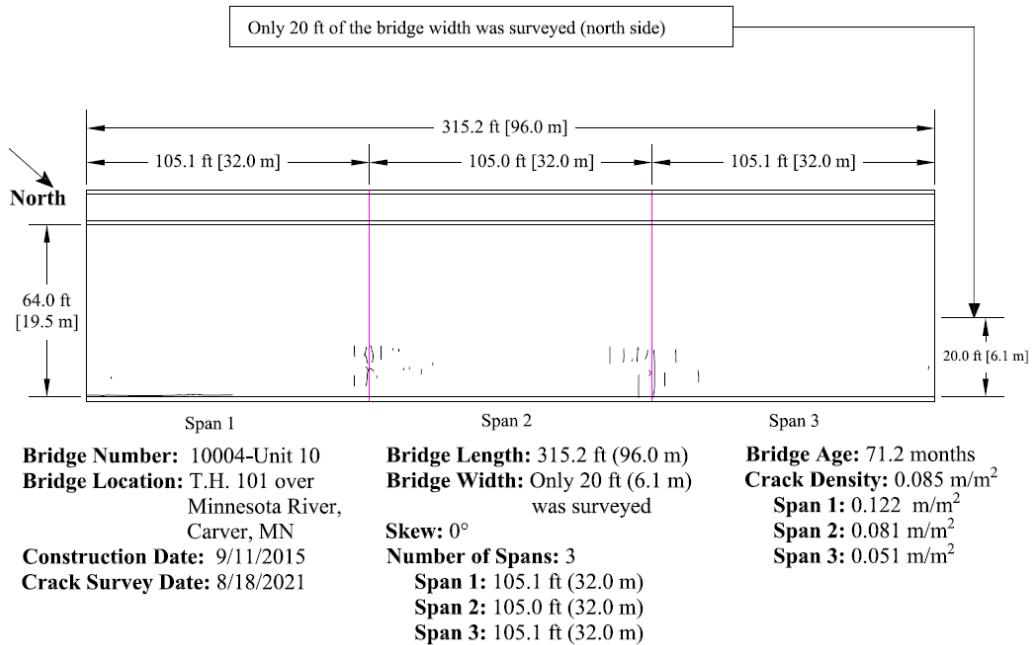 Only 20 ft of the bridge width was surveyed (north side)
315.2 ft [96.0 m]
105.1 ft [32.0 m]
105.0 ft [32.0 m]
105.1 ft [32.0 m]
North
64.0 ft
[19.5 m]
20.0 ft [6.1 m]
Span 1
Span 2
Span 3
Bridge Number: 10004-Unit 10
Bridge Location: T.H. 101 over
Minnesota River,
Carver, MN
Construction Date: 9/11/2015
Crack Survey Date: 8/18/2021
Bridge Length: 315.2 ft (96.0 m)
Bridge Width: Only 20 ft (6.1 m)
was surveyed
Skew: 0°
Number of Spans: 3
Span 1: 105.1 ft (32.0 m)
Span 2: 105.0 ft (32.0 m)
Span 3: 105.1 ft (32.0 m)
Bridge Age: 71.2 months
Crack Density: 0.085 m/m²
Span 1: 0.122 m/m²
Span 2: 0.081 m/m²
Span 3: 0.051 m/m²